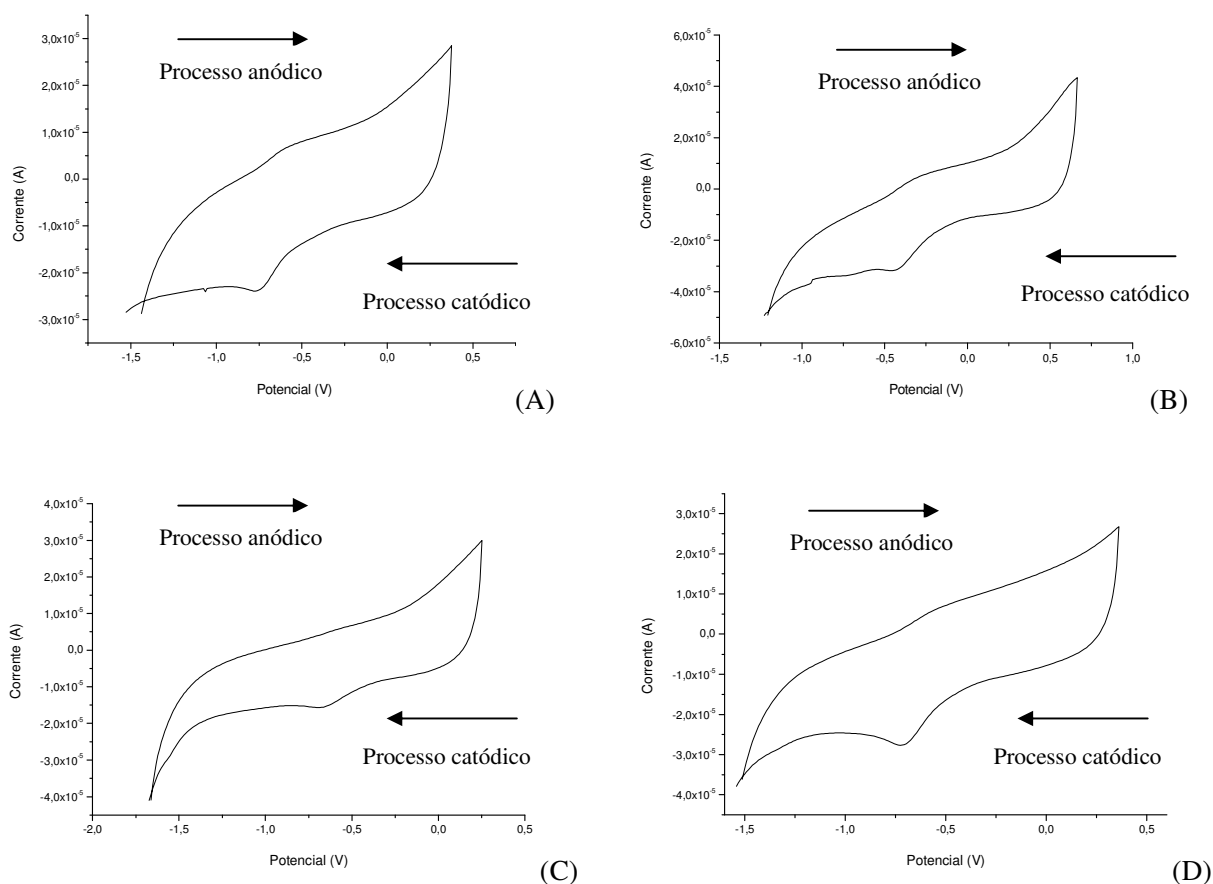 3,0x10⁻⁵
2,0x10⁻⁵
1,0x10⁻⁵
0,0
-1,0x10⁻⁵
-2,0x10⁻⁵
-3,0x10⁻⁵
Corrente (A)
Processo anódico
Processo catódico
-1,5 -1,0 -0,5 0,0 0,5
Potencial (V)
(A)
6,0x10⁻⁵
4,0x10⁻⁵
2,0x10⁻⁵
0,0
-2,0x10⁻⁵
-4,0x10⁻⁵
-6,0x10⁻⁵
Corrente (A)
Processo anódico
Processo catódico
-1,5 -1,0 -0,5 0,0 0,5 1,0
Potencial (V)
(B)
4,0x10⁻⁵
3,0x10⁻⁵
2,0x10⁻⁵
1,0x10⁻⁵
0,0
-1,0x10⁻⁵
-2,0x10⁻⁵
-3,0x10⁻⁵
-4,0x10⁻⁵
Corrente (A)
Processo anódico
Processo catódico
-2,0 -1,5 -1,0 -0,5 0,0 0,5
Potencial (V)
(C)
3,0x10⁻⁵
2,0x10⁻⁵
1,0x10⁻⁵
0,0
-1,0x10⁻⁵
-2,0x10⁻⁵
-3,0x10⁻⁵
-4,0x10⁻⁵
Corrente (A)
Processo anódico
Processo catódico
-1,5 -1,0 -0,5 0,0 0,5
Potencial (V)
(D)